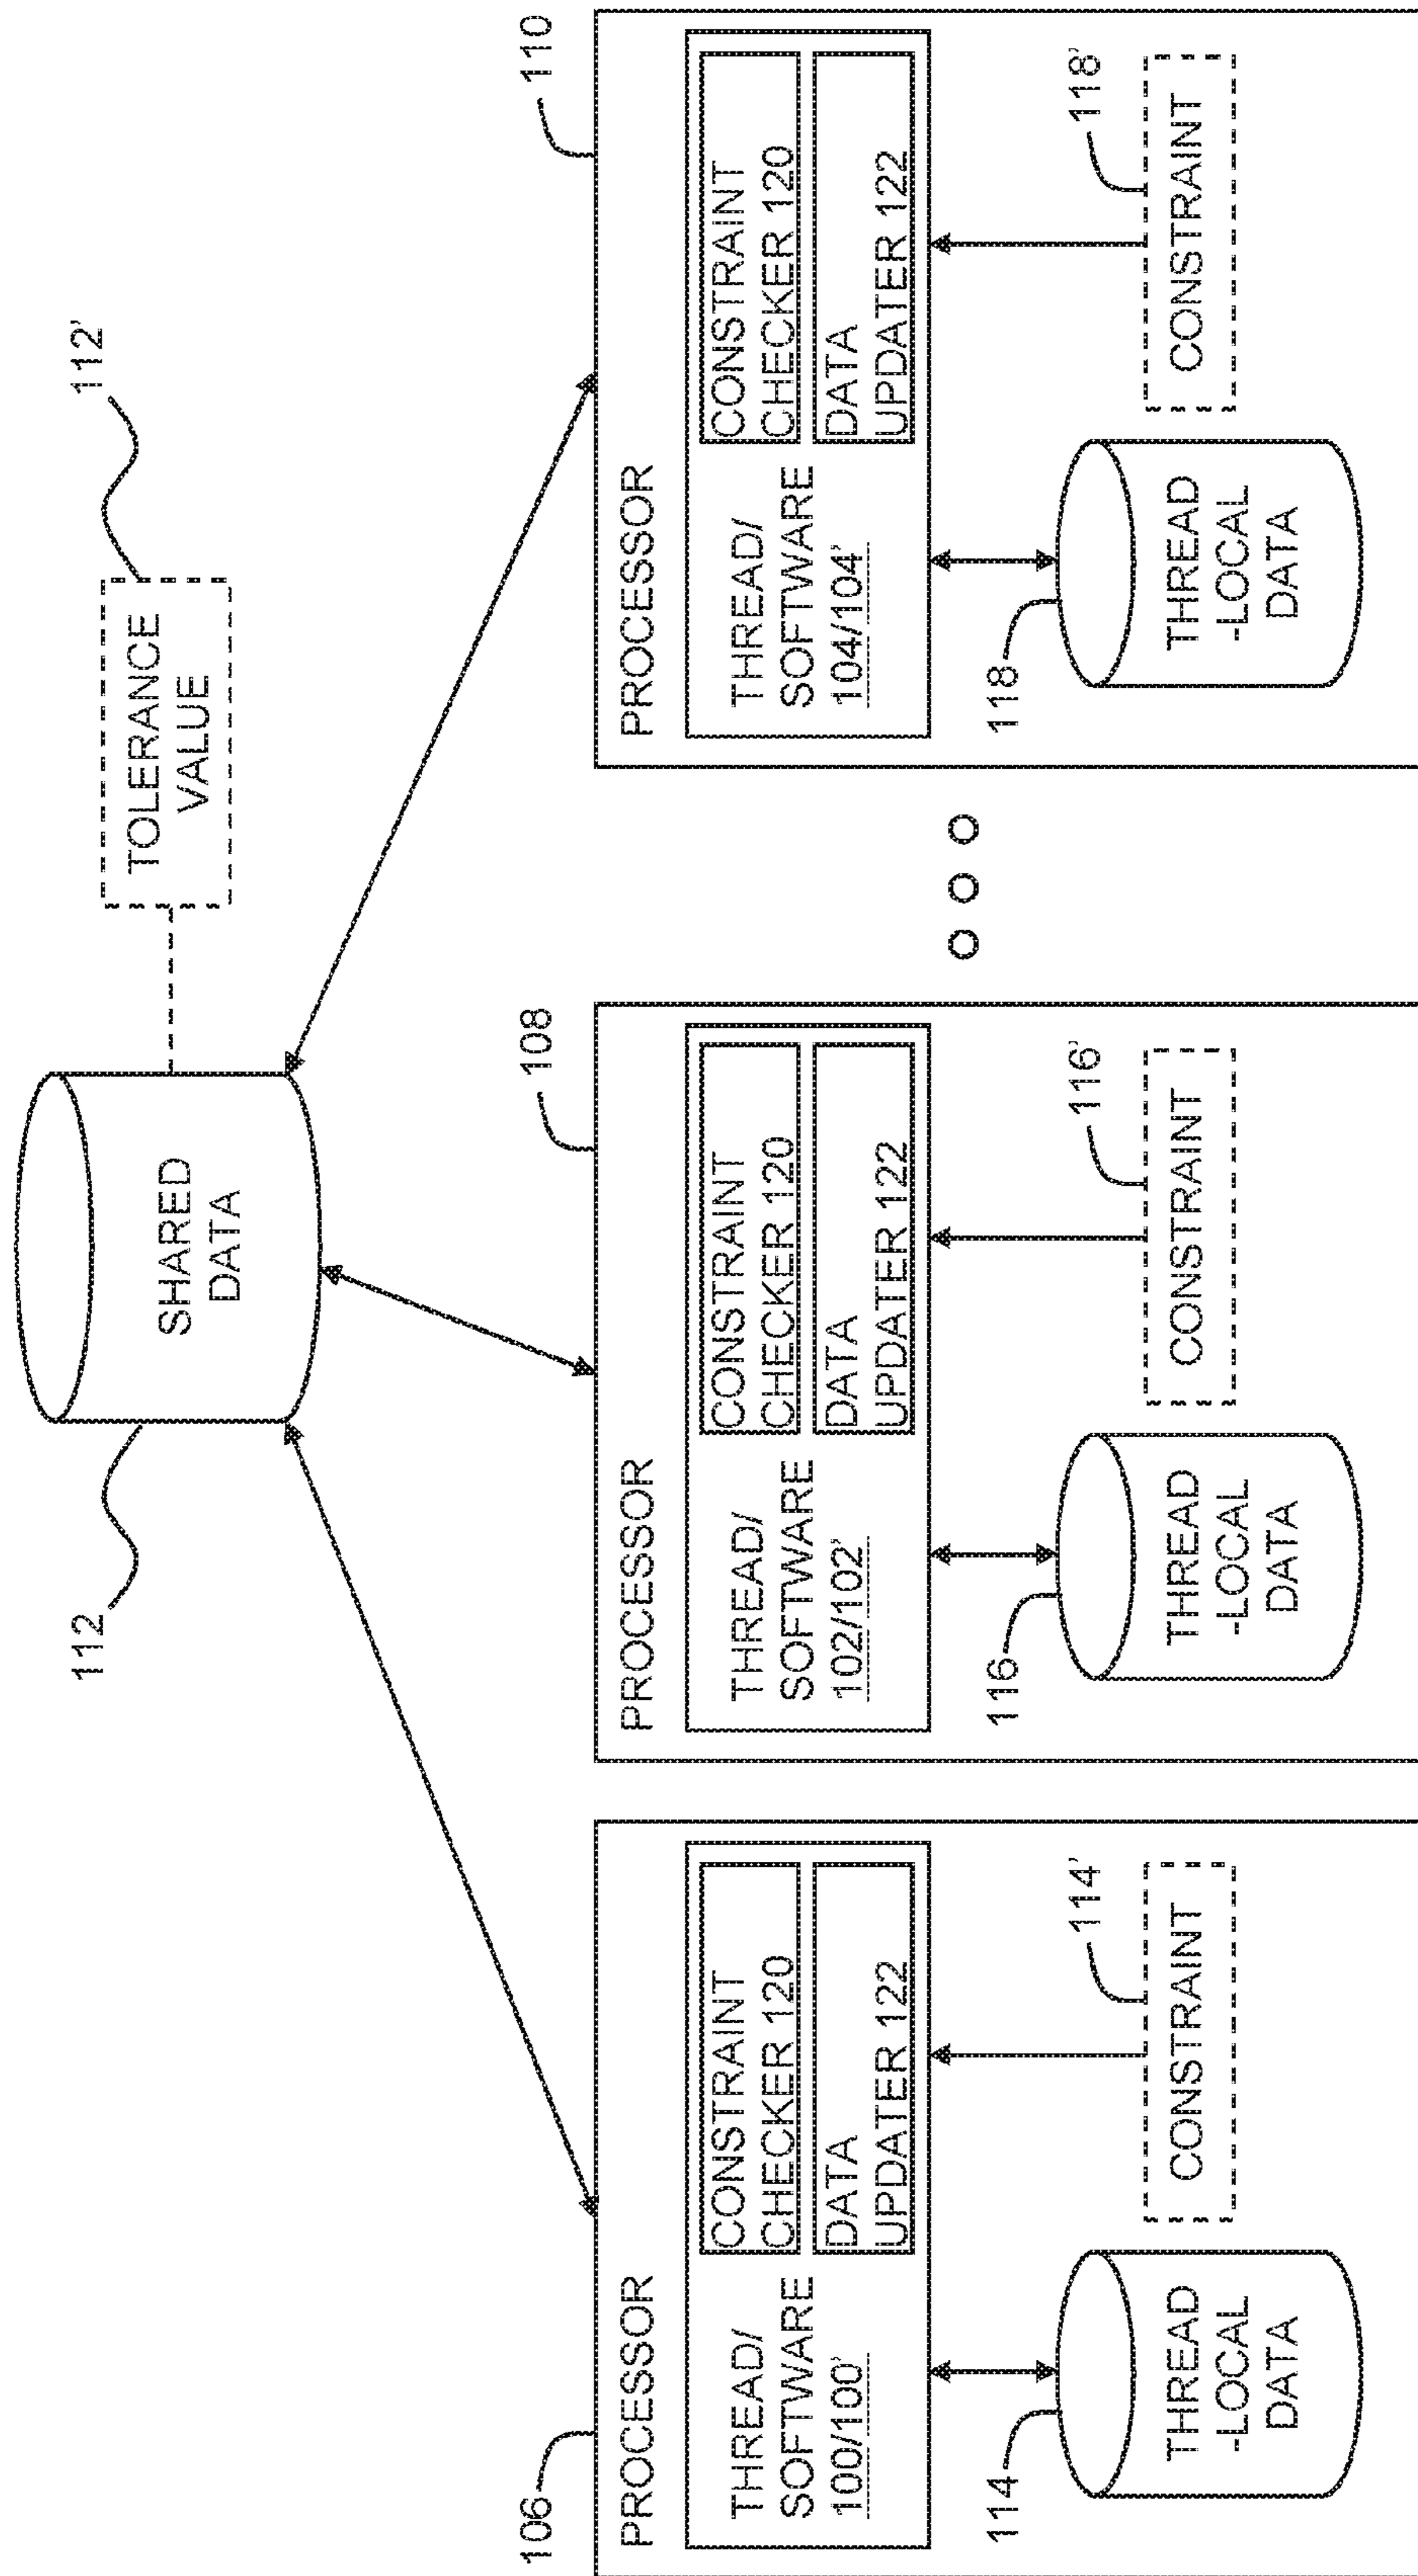 112
SHARED
DATA
TOLERANCE
VALUE
112'
106
PROCESSOR
THREAD/
SOFTWARE
100/100'
CONSTRAINT
CHECKER 120
DATA
UPDATER 122
114
THREAD
-LOCAL
DATA
114'
CONSTRAINT
108
PROCESSOR
THREAD/
SOFTWARE
102/102'
CONSTRAINT
CHECKER 120
DATA
UPDATER 122
116
THREAD
-LOCAL
DATA
116'
CONSTRAINT
110
PROCESSOR
THREAD/
SOFTWARE
104/104'
CONSTRAINT
CHECKER 120
DATA
UPDATER 122
118
THREAD
-LOCAL
DATA
118'
CONSTRAINT